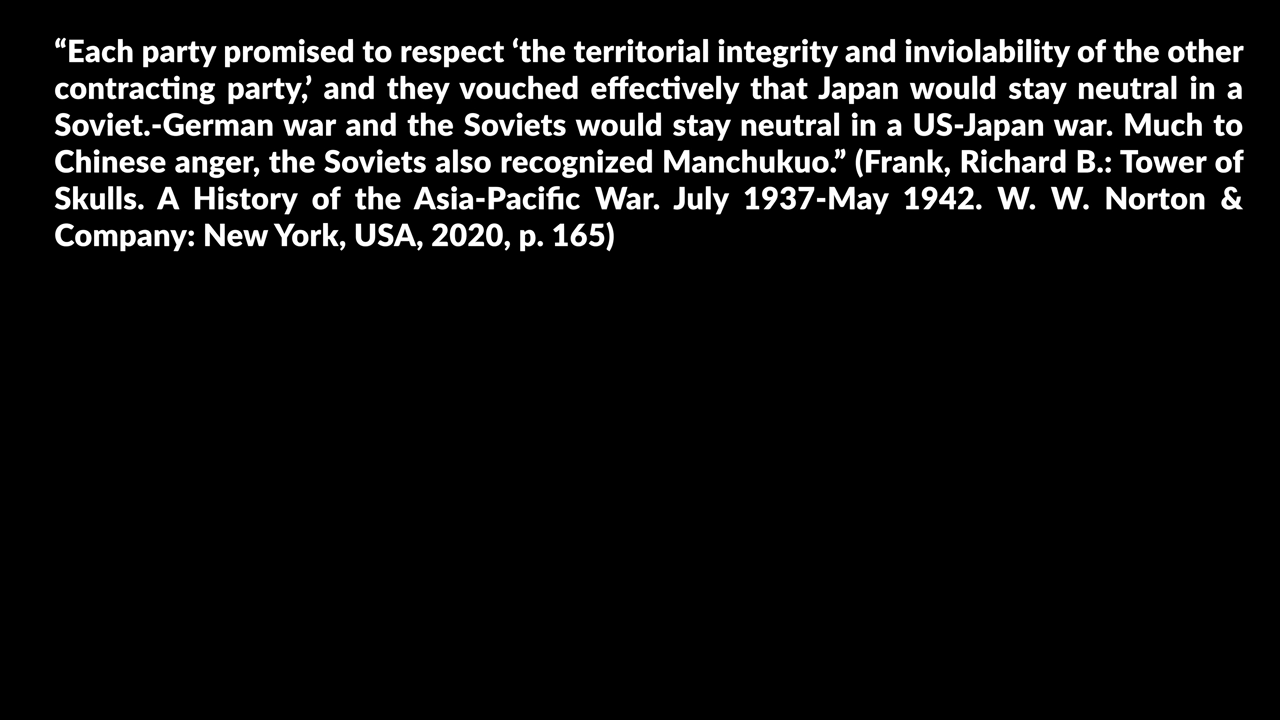 “Each party promised to respect ‘the territorial integrity and inviolability of the other
contracting party,’ and they vouched effectively that Japan would stay neutral in a
Soviet.-German war and the Soviets would stay neutral in a US-Japan war. Much to
Chinese anger, the Soviets also recognized Manchukuo.” (Frank, Richard B.: Tower of
Skulls. A History of the Asia-Pacific War. July 1937-May 1942. W. W. Norton &
Company: New York, USA, 2020, p. 165)